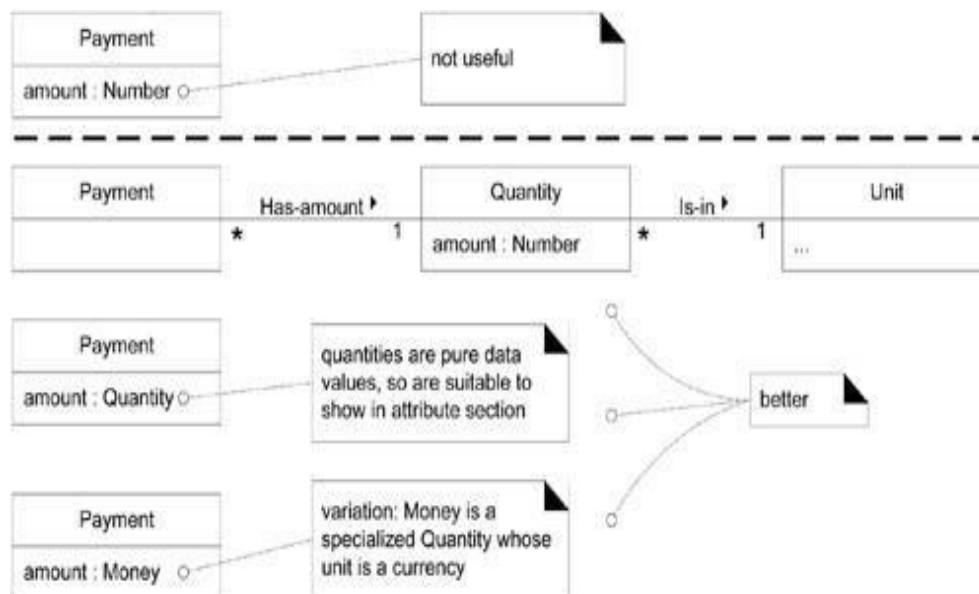 Payment
amount : Number
not useful
Payment
Has-amount
*
1
Quantity
amount : Number
Is-in
*
1
Unit
...
Payment
amount : Quantity
quantities are pure data
values, so are suitable to
show in attribute section
better
Payment
amount : Money
variation: Money is a
specialized Quantity whose
unit is a currency